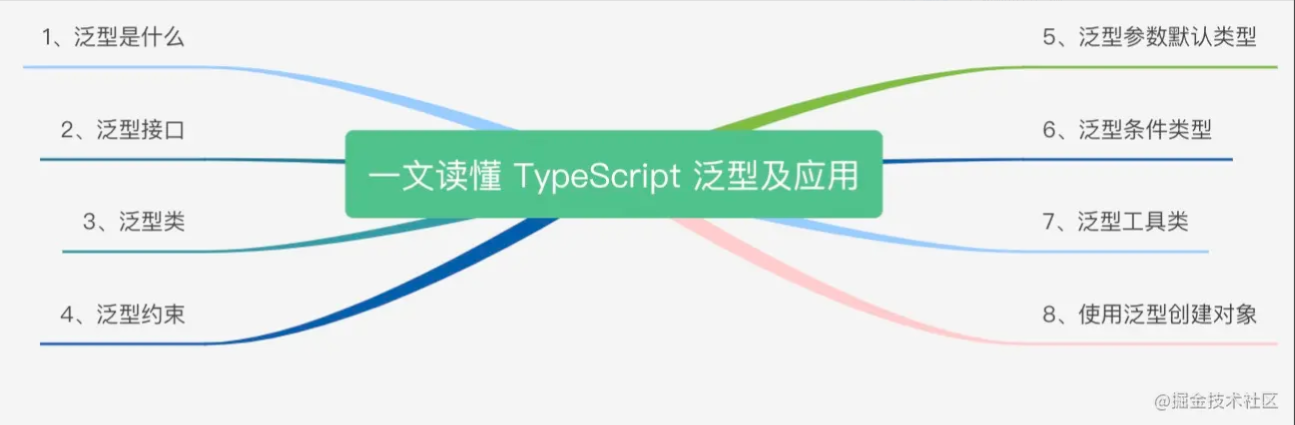 1、泛型是什么
2、泛型接口
3、泛型类
4、泛型约束
一文读懂 TypeScript 泛型及应用
5、泛型参数默认类型
6、泛型条件类型
7、泛型工具类
8、使用泛型创建对象
@掘金技术社区